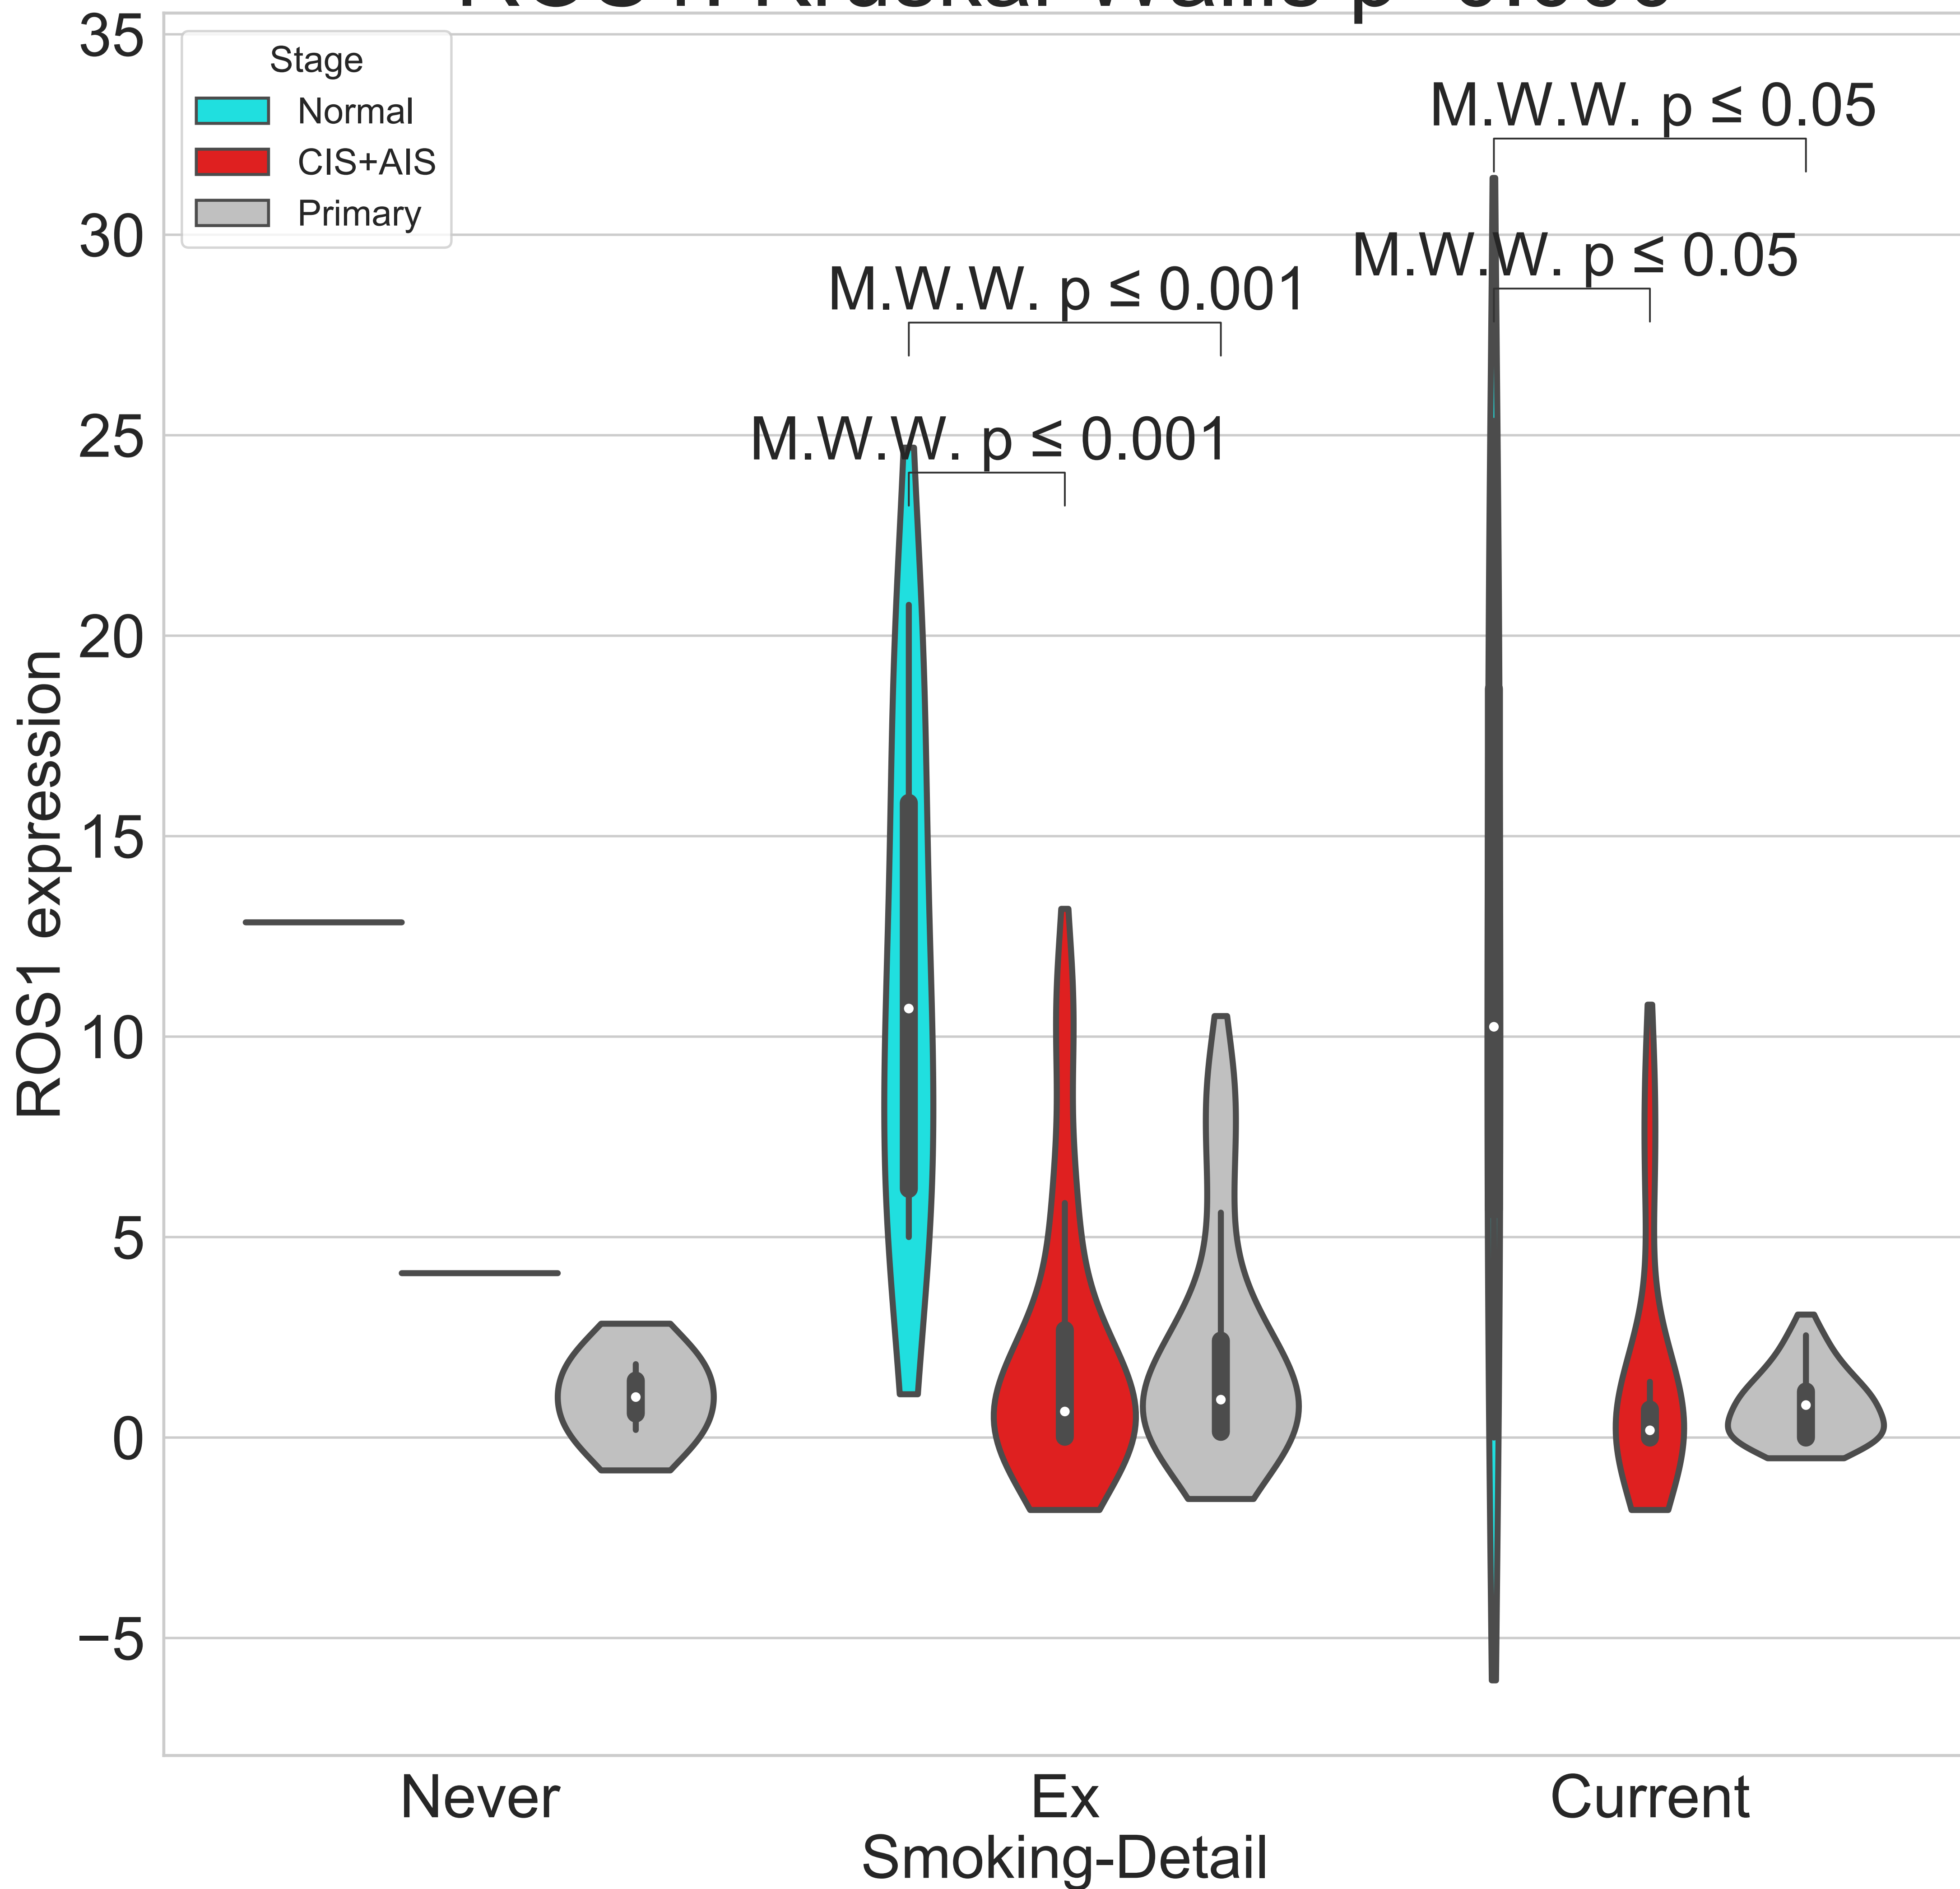 35
30
25
20
15
10
5
0
−5
ROS1 expression
Stage
Normal
CIS+AIS
Primary
M.W.W. p ≤ 0.05
M.W.W. p ≤ 0.05
M.W.W. p ≤ 0.001
M.W.W. p ≤ 0.001
Never
Ex
Current
Smoking-Detail